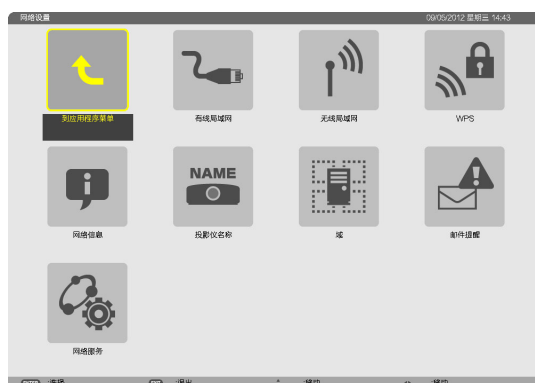 网络设置 09/05/2012 星期三 14:43
到应用程序菜单 有线局域网 无线局域网 WPS
NAME
网络信息 投影仪名称 域 邮件提醒
网络服务